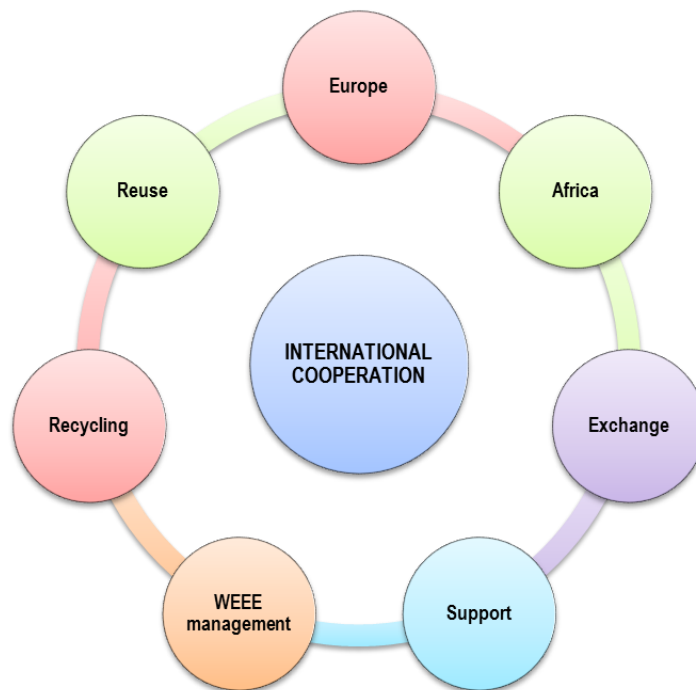 Europe
Africa
Exchange
Support
WEEE
management
Recycling
Reuse
INTERNATIONAL
COOPERATION